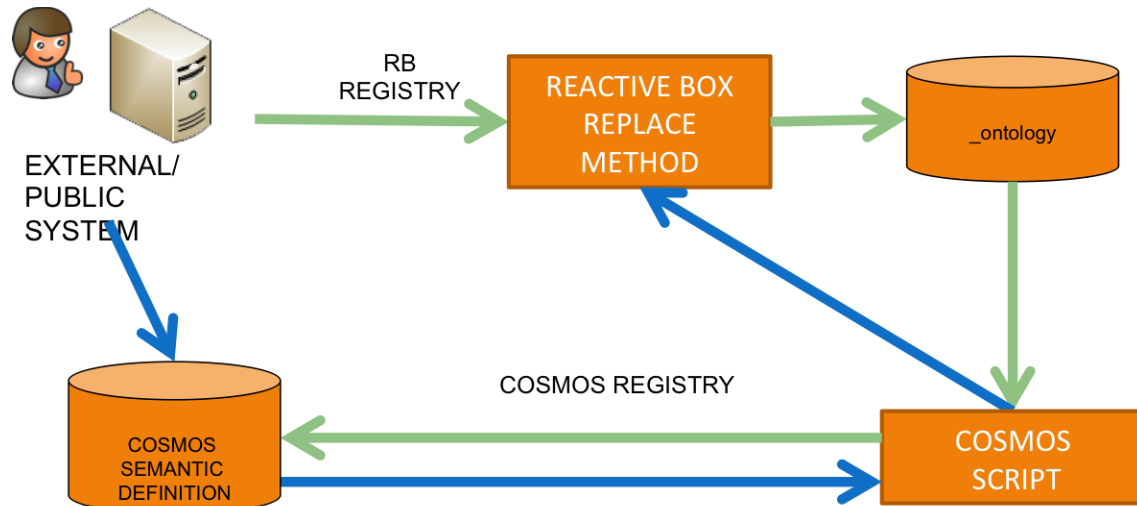 RB
REGISTRY
REACTIVE BOX
REPLACE
METHOD
_ontology
EXTERNAL/
PUBLIC
SYSTEM
COSMOS REGISTRY
COSMOS
SEMANTIC
DEFINITION
COSMOS
SCRIPT